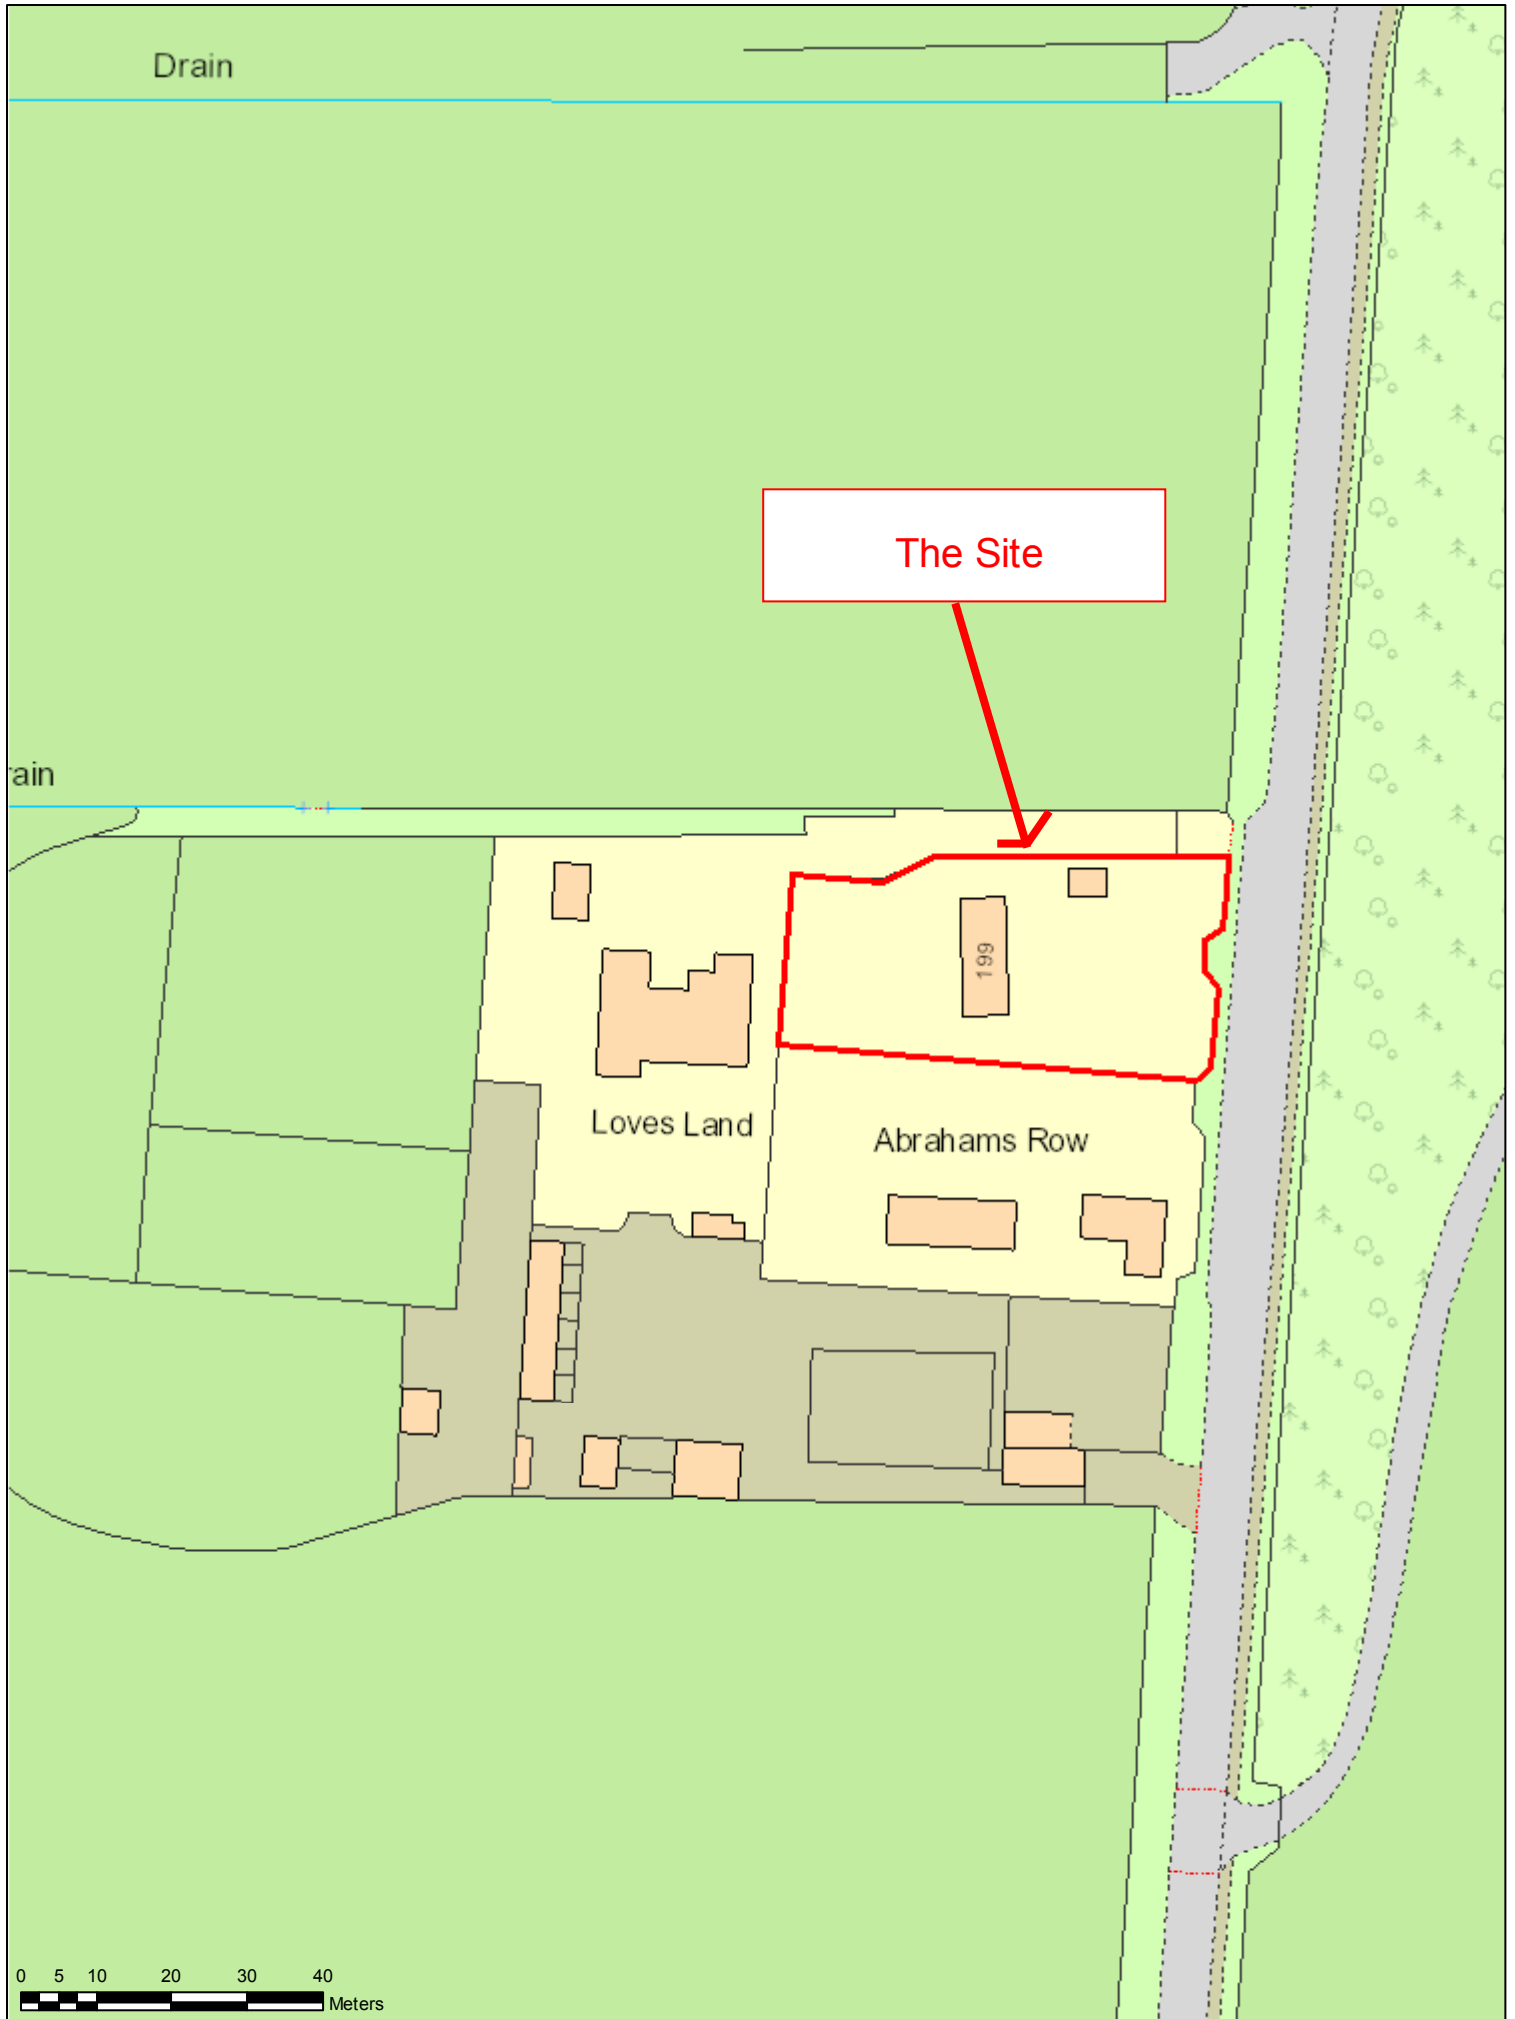 Drain
The Site
rain
199
Loves Land
Abrahams Row
0 5 10 20 30 40
Meters